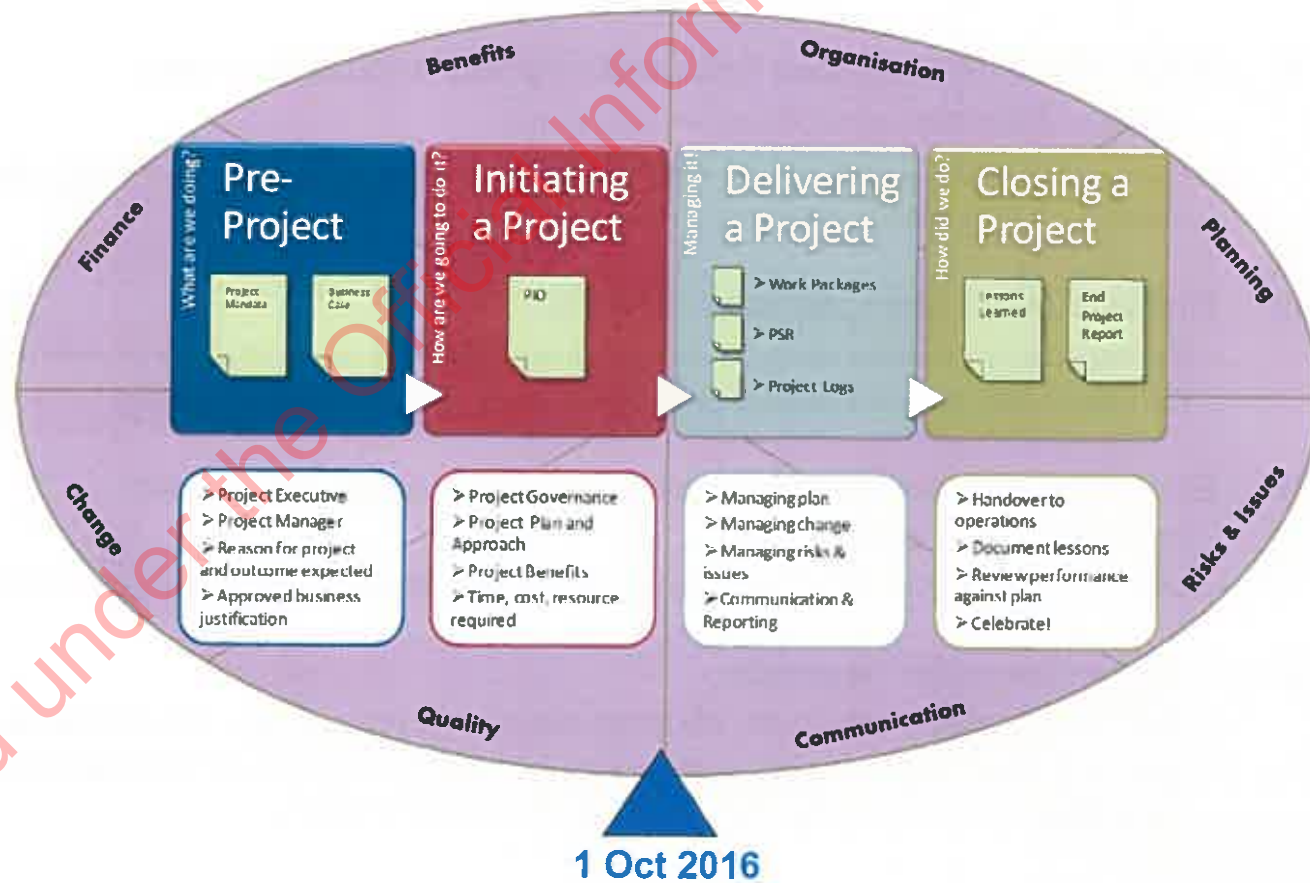 Benefits
Organisation
Finance
Planning
Change
Risks & Issues
Quality
Communication
What are we doing?
Pre-
Project
Project
Mandate
Business
Case
How are we going to do it?
Initiating
a Project
PID
Managing it!
Delivering
a Project
➢ Work Packages
➢ PSR
➢ Project Logs
How did we do?
Closing a
Project
Lessons
Learned
End
Project
Report
➢ Project Executive
➢ Project Manager
➢ Reason for project
and outcome expected
➢ Approved business
justification
➢ Project Governance
➢ Project Plan and
Approach
➢ Project Benefits
➢ Time, cost, resource
required
➢ Managing plan
➢ Managing change
➢ Managing risks &
issues
➢ Communication &
Reporting
➢ Handover to
operations
➢ Document lessons
➢ Review performance
against plan
➢ Celebrate!
1 Oct 2016
under the Official